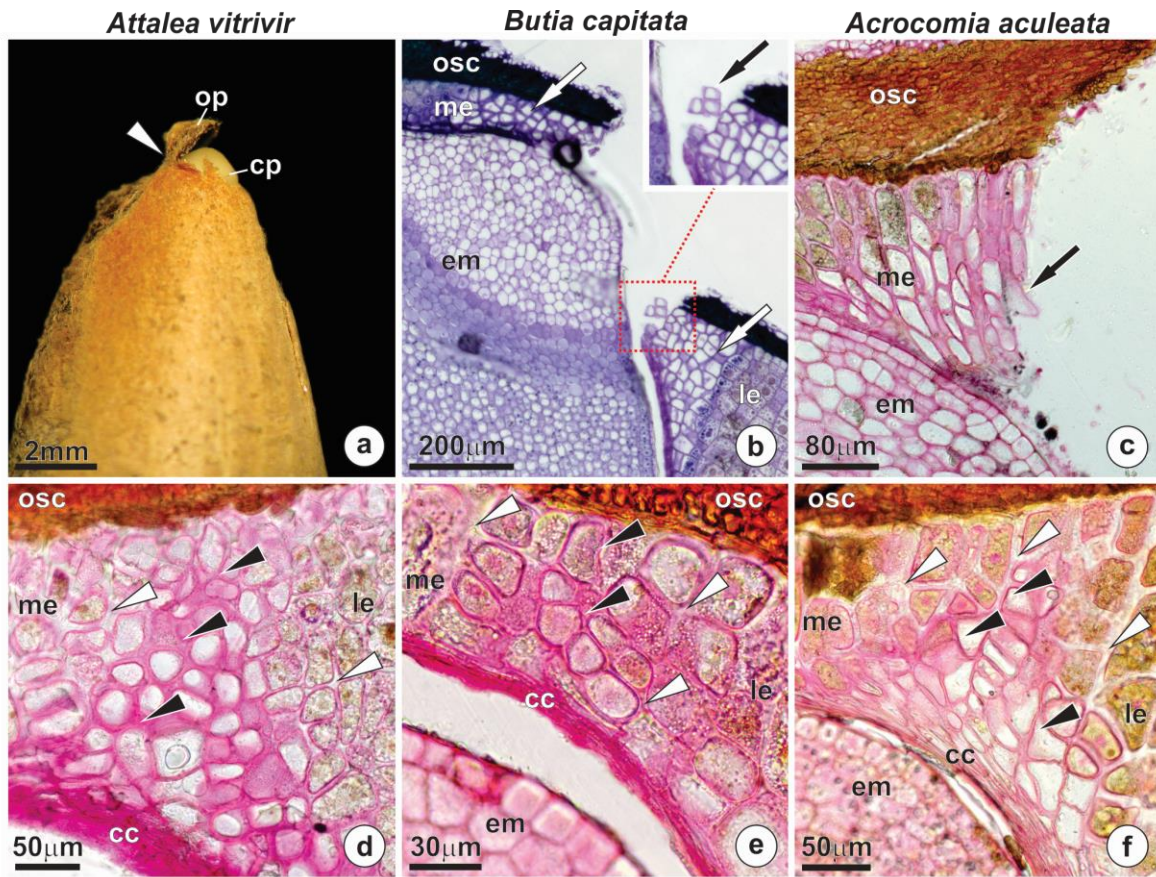 Attalea vitrivir
Butia capitata
Acrocomia aculeata
op
cp
2mm
a
osc
me
em
le
200µm
b
osc
me
em
80µm
c
osc
me
le
cc
50µm
d
osc
me
le
cc
em
30µm
e
osc
me
le
cc
em
50µm
f